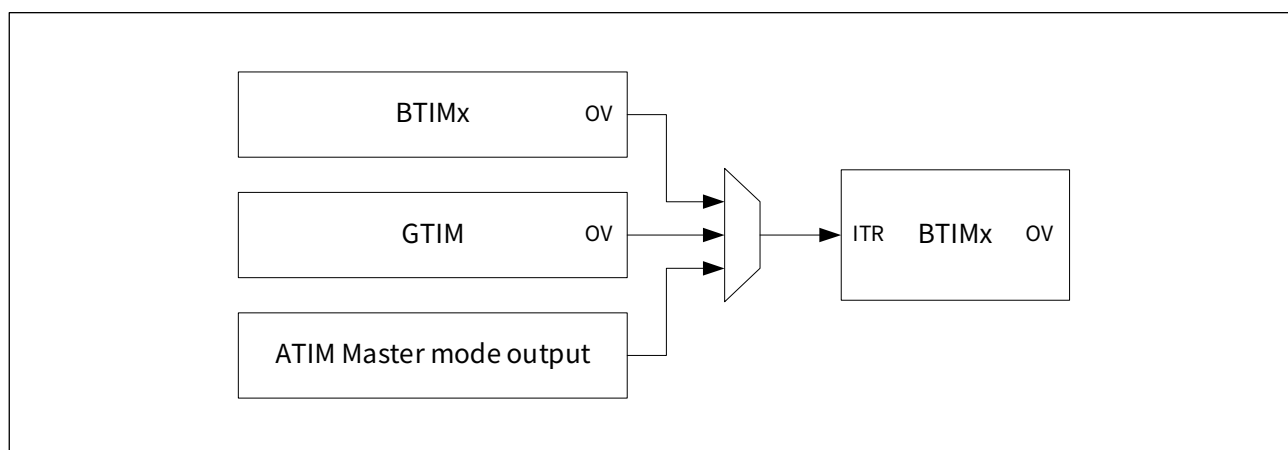 BTIMx OV
GTIM OV
ATIM Master mode output
ITR BTIMx OV